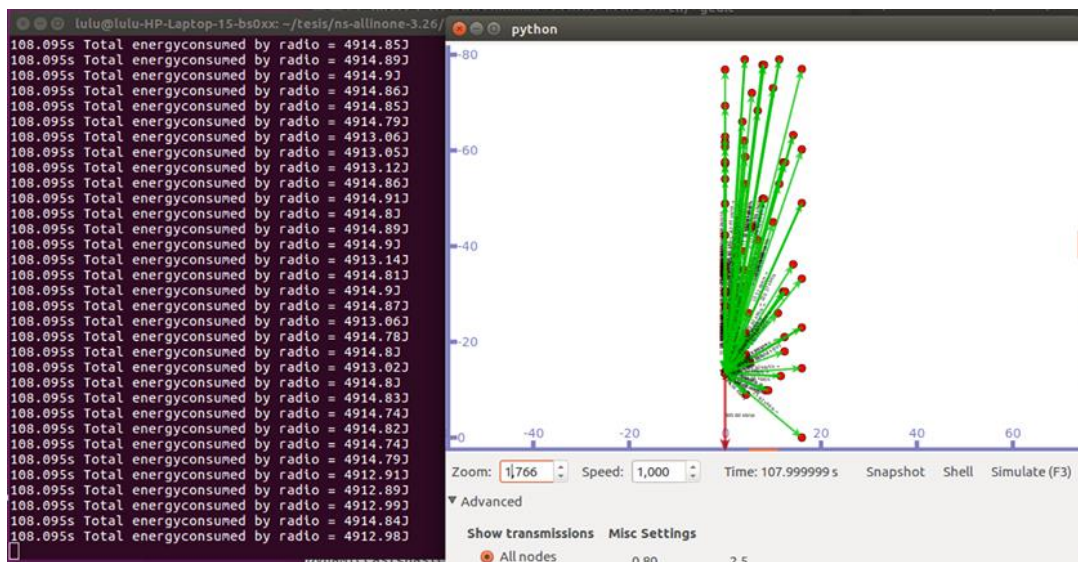 lulu@lulu-HP-Laptop-15-bs0xx: ~/tesis/ns-allinone-3.26/
108.095s Total energyconsumed by radio = 4914.85J
108.095s Total energyconsumed by radio = 4914.89J
108.095s Total energyconsumed by radio = 4914.9J
108.095s Total energyconsumed by radio = 4914.86J
108.095s Total energyconsumed by radio = 4914.85J
108.095s Total energyconsumed by radio = 4914.79J
108.095s Total energyconsumed by radio = 4913.06J
108.095s Total energyconsumed by radio = 4913.05J
108.095s Total energyconsumed by radio = 4913.12J
108.095s Total energyconsumed by radio = 4914.86J
108.095s Total energyconsumed by radio = 4914.91J
108.095s Total energyconsumed by radio = 4914.8J
108.095s Total energyconsumed by radio = 4914.89J
108.095s Total energyconsumed by radio = 4914.9J
108.095s Total energyconsumed by radio = 4913.14J
108.095s Total energyconsumed by radio = 4914.81J
108.095s Total energyconsumed by radio = 4914.9J
108.095s Total energyconsumed by radio = 4914.87J
108.095s Total energyconsumed by radio = 4913.06J
108.095s Total energyconsumed by radio = 4914.78J
108.095s Total energyconsumed by radio = 4914.8J
108.095s Total energyconsumed by radio = 4913.02J
108.095s Total energyconsumed by radio = 4914.8J
108.095s Total energyconsumed by radio = 4914.83J
108.095s Total energyconsumed by radio = 4914.74J
108.095s Total energyconsumed by radio = 4914.82J
108.095s Total energyconsumed by radio = 4914.74J
108.095s Total energyconsumed by radio = 4914.79J
108.095s Total energyconsumed by radio = 4912.91J
108.095s Total energyconsumed by radio = 4912.89J
108.095s Total energyconsumed by radio = 4912.99J
108.095s Total energyconsumed by radio = 4914.84J
108.095s Total energyconsumed by radio = 4912.98J
python
-80
-60
-40
-20
0 -40 -20 0 20 40 60
Zoom: 1,766 Speed: 1,000 Time: 107.999999 s Snapshot Shell Simulate (F3)
Advanced
Show transmissions Misc Settings
All nodes 0.80 2.5